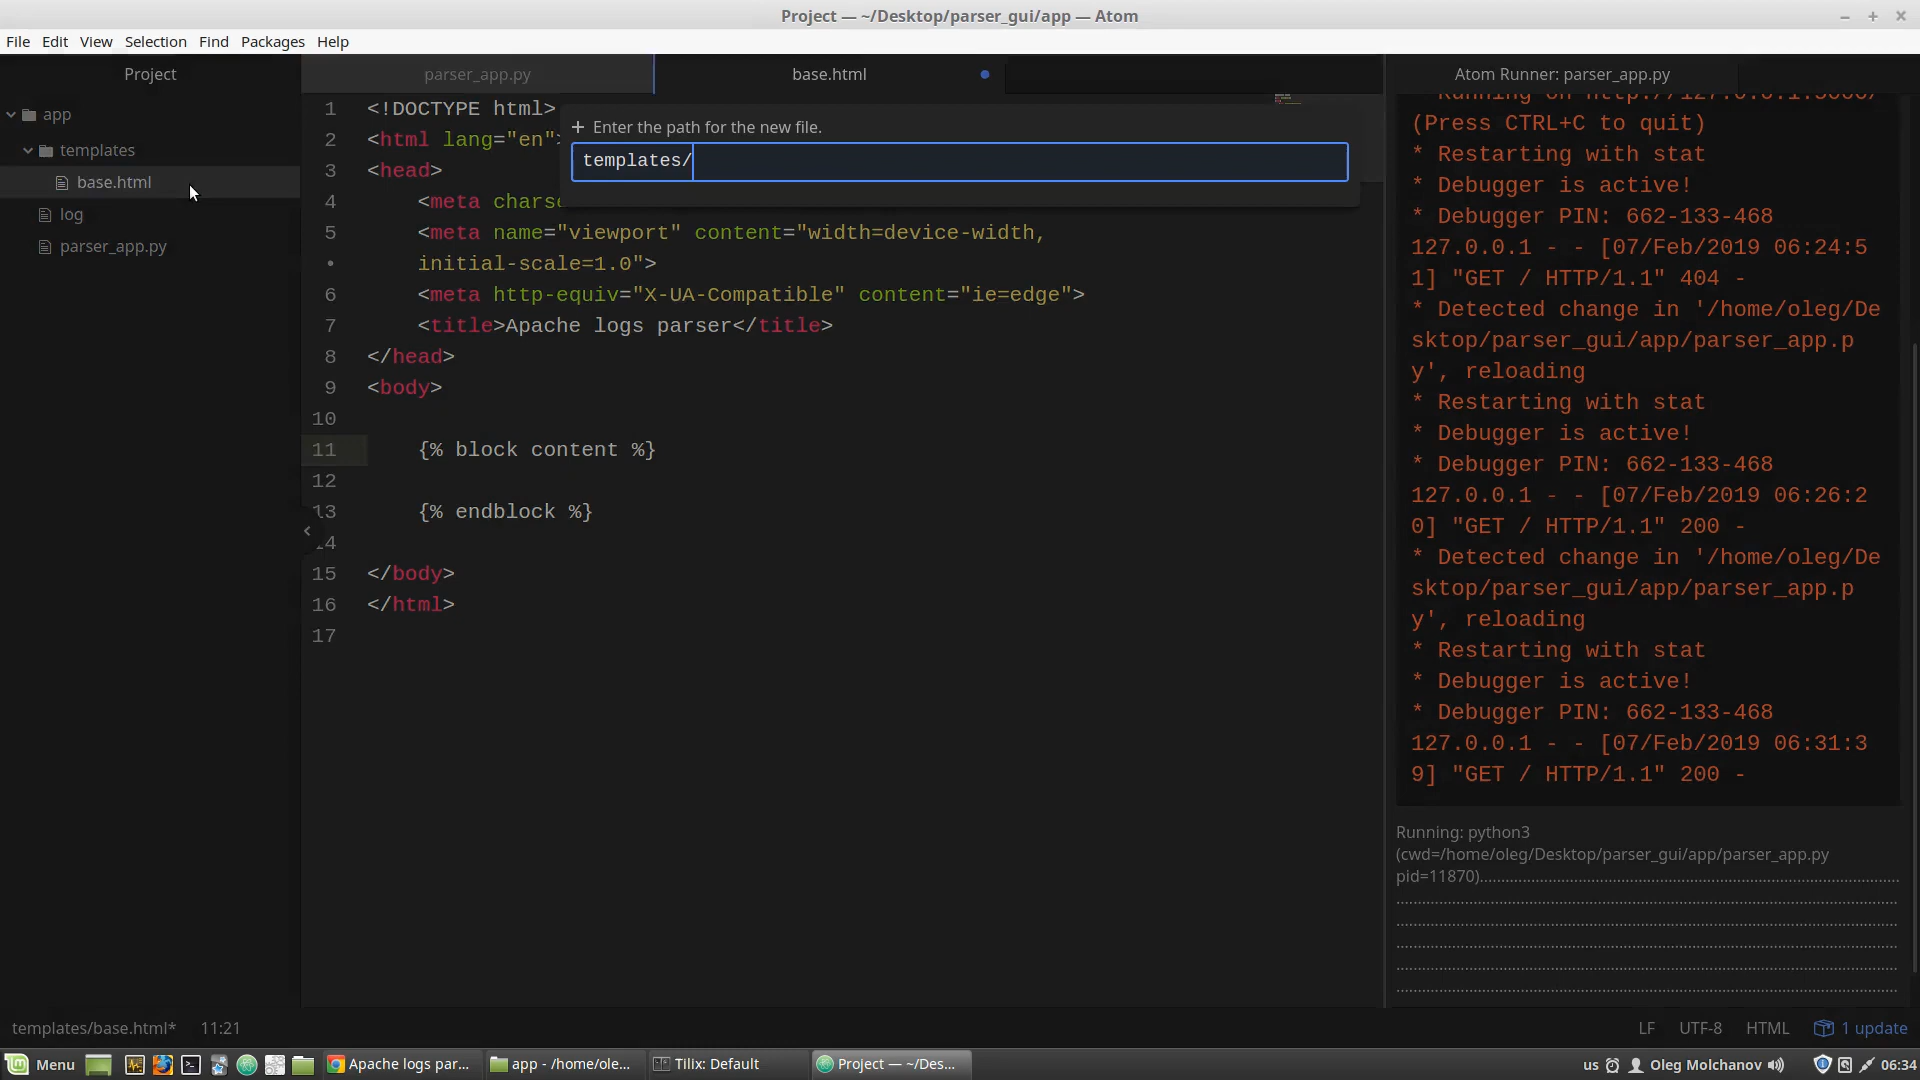 Project — ~/Desktop/parser_gui/app — Atom
File Edit View Selection Find Packages Help
Project
app
templates
base.html
log
parser_app.py
parser_app.py
base.html
1 <!DOCTYPE html>
2 <html lang="en">
3 <head>
4 <meta charse
5 <meta name="viewport" content="width=device-width,
• initial-scale=1.0">
6 <meta http-equiv="X-UA-Compatible" content="ie=edge">
7 <title>Apache logs parser</title>
8 </head>
9 <body>
10
11 {% block content %}
12
13 {% endblock %}
14
15 </body>
16 </html>
17
Enter the path for the new file.
templates/
Atom Runner: parser_app.py
* Running on http://127.0.0.1:5000/
(Press CTRL+C to quit)
* Restarting with stat
* Debugger is active!
* Debugger PIN: 662-133-468
127.0.0.1 - - [07/Feb/2019 06:24:5
1] "GET / HTTP/1.1" 404 -
* Detected change in '/home/oleg/De
sktop/parser_gui/app/parser_app.p
y', reloading
* Restarting with stat
* Debugger is active!
* Debugger PIN: 662-133-468
127.0.0.1 - - [07/Feb/2019 06:26:2
0] "GET / HTTP/1.1" 200 -
* Detected change in '/home/oleg/De
sktop/parser_gui/app/parser_app.p
y', reloading
* Restarting with stat
* Debugger is active!
* Debugger PIN: 662-133-468
127.0.0.1 - - [07/Feb/2019 06:31:3
9] "GET / HTTP/1.1" 200 -
Running: python3
(cwd=/home/oleg/Desktop/parser_gui/app/parser_app.py
pid=11870).
templates/base.html* 11:21
LF UTF-8 HTML 1 update
Menu Apache logs par... app - /home/ole... Tilix: Default Project — ~/Des... us Oleg Molchanov 06:34